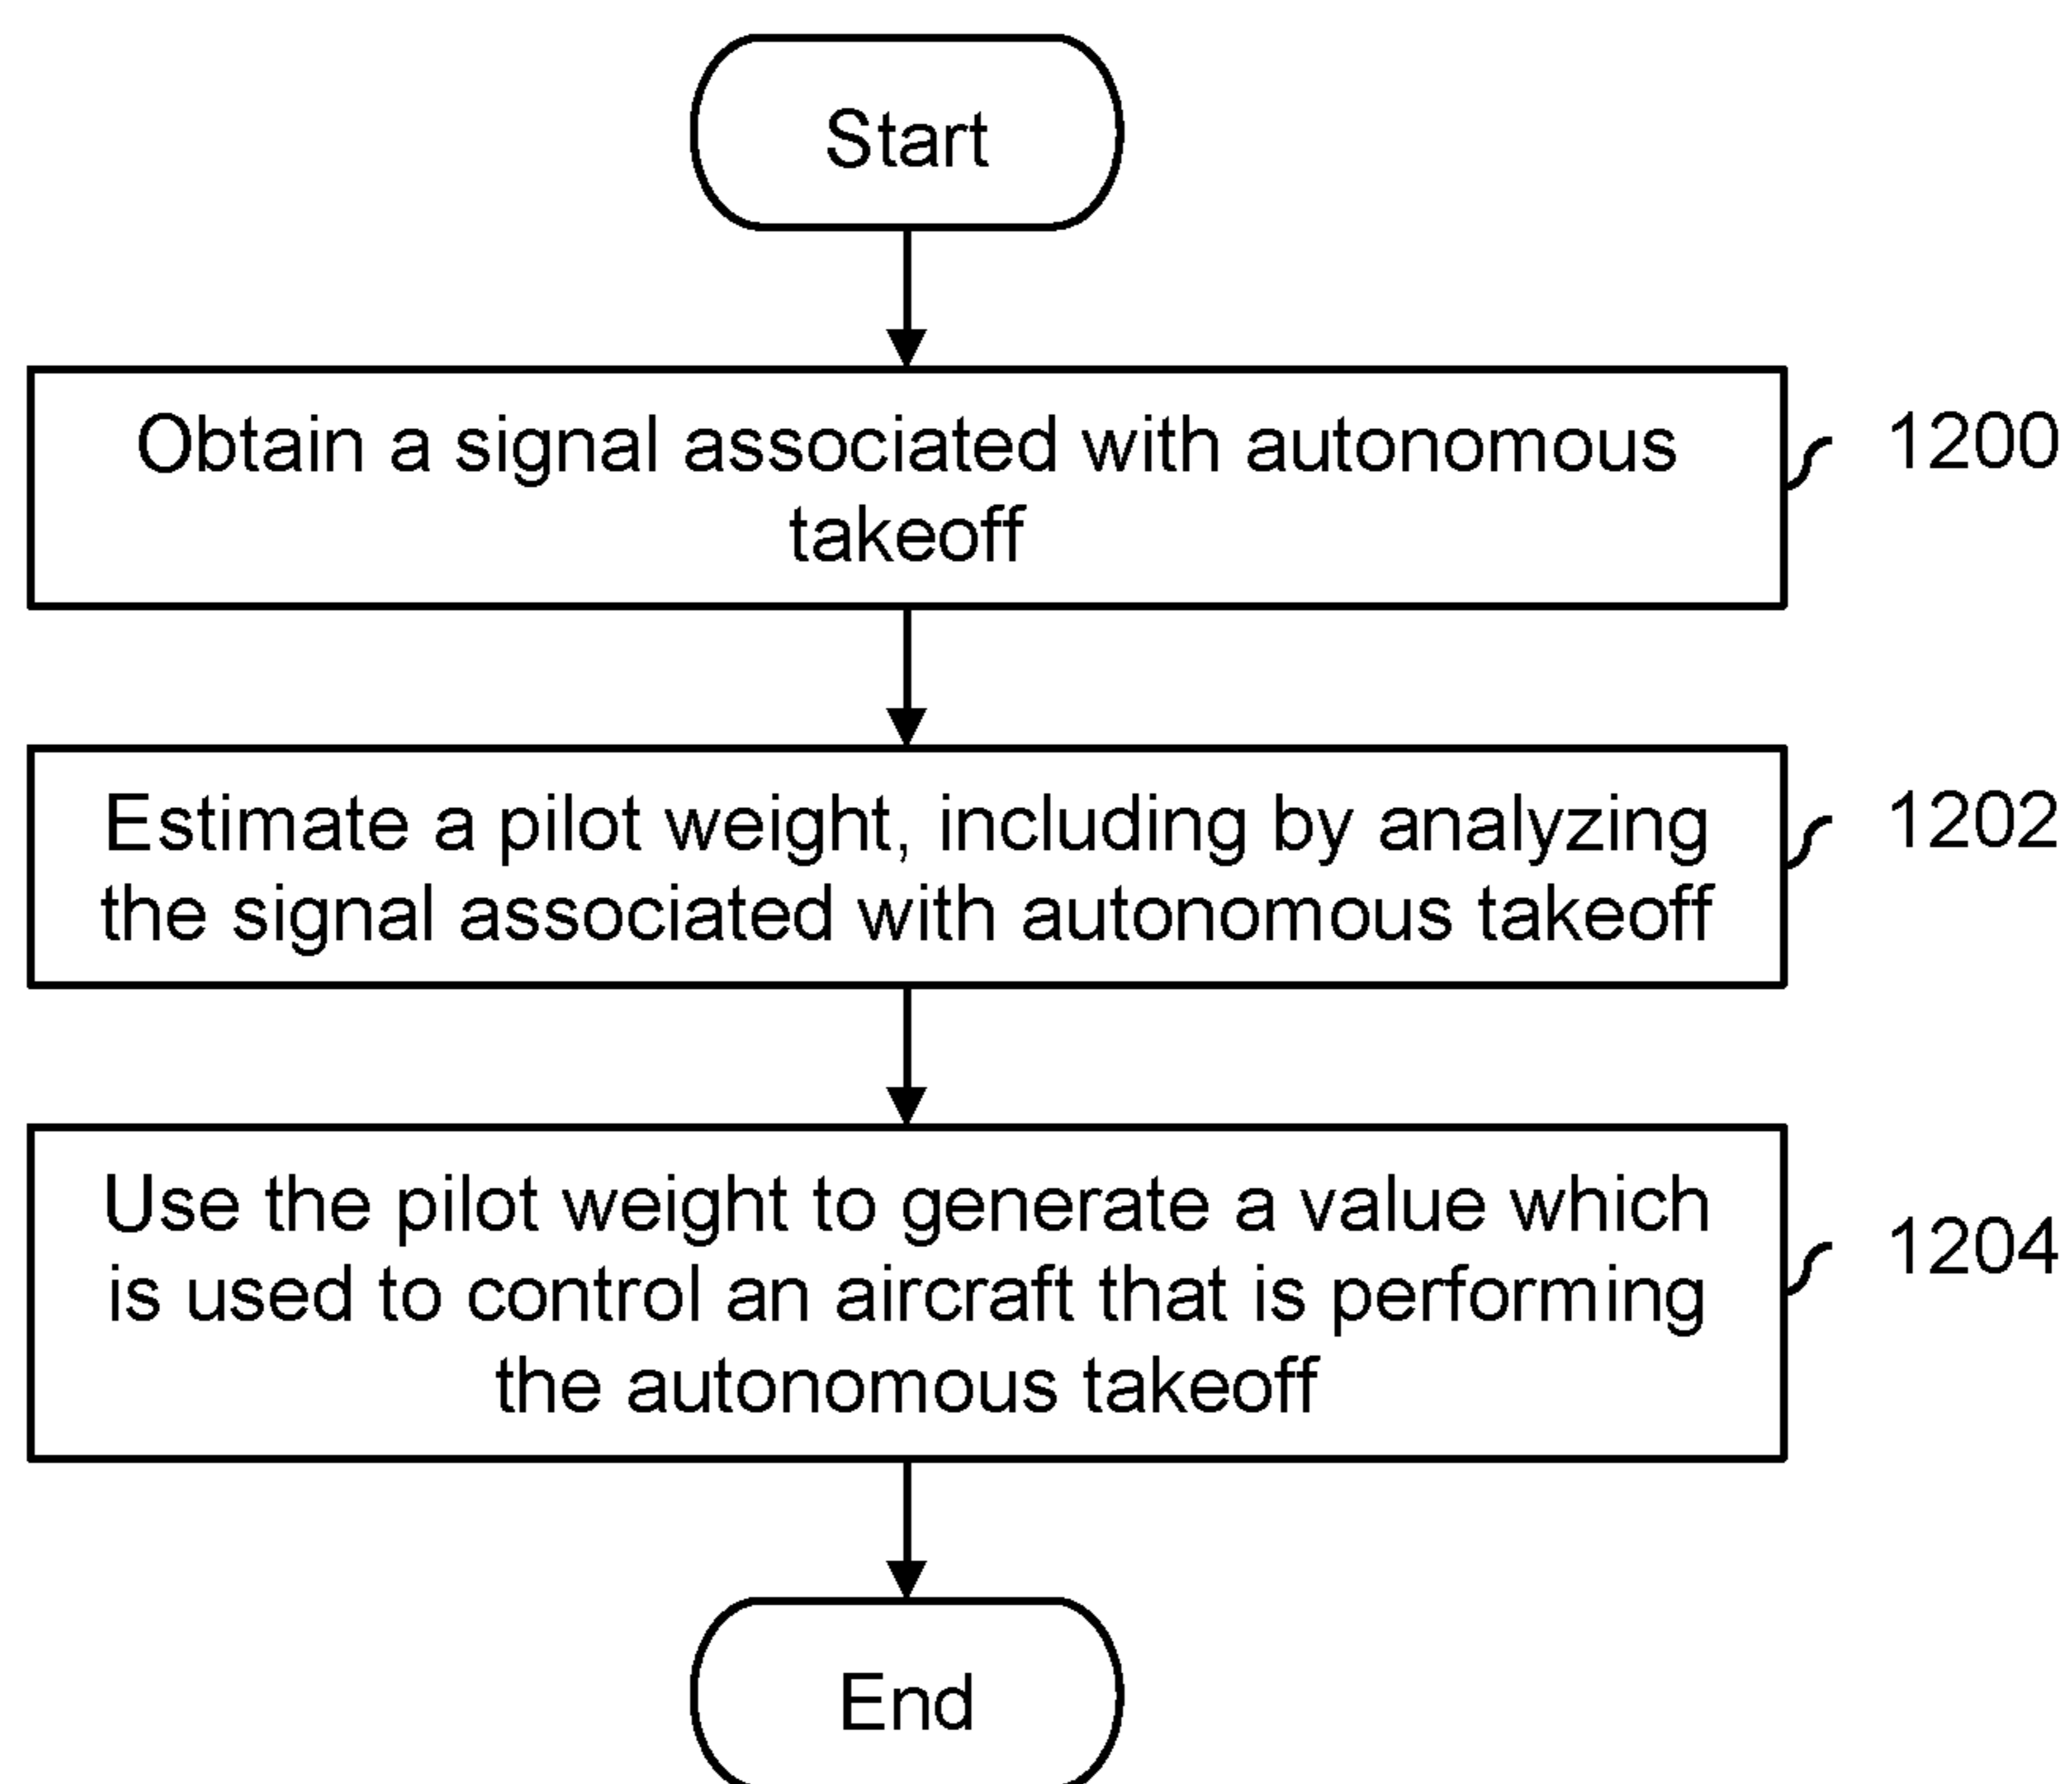 Start
Obtain a signal associated with autonomous
takeoff
1200
Estimate a pilot weight, including by analyzing
the signal associated with autonomous takeoff
1202
Use the pilot weight to generate a value which
is used to control an aircraft that is performing
the autonomous takeoff
1204
End